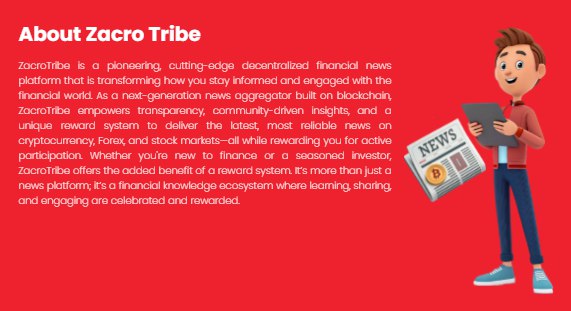 About Zacro Tribe
ZacroTribe is a pioneering, cutting-edge decentralized financial news
platform that is transforming how you stay informed and engaged with the
financial world. As a next-generation news aggregator built on blockchain,
ZacroTribe empowers transparency, community-driven insights, and a
unique reward system to deliver the latest, most reliable news on
cryptocurrency, Forex, and stock markets—all while rewarding you for active
participation. Whether you're new to finance or a seasoned investor,
ZacroTribe offers the added benefit of a reward system. It's more than just a
news platform; it's a financial knowledge ecosystem where learning, sharing,
and engaging are celebrated and rewarded.
NEWS